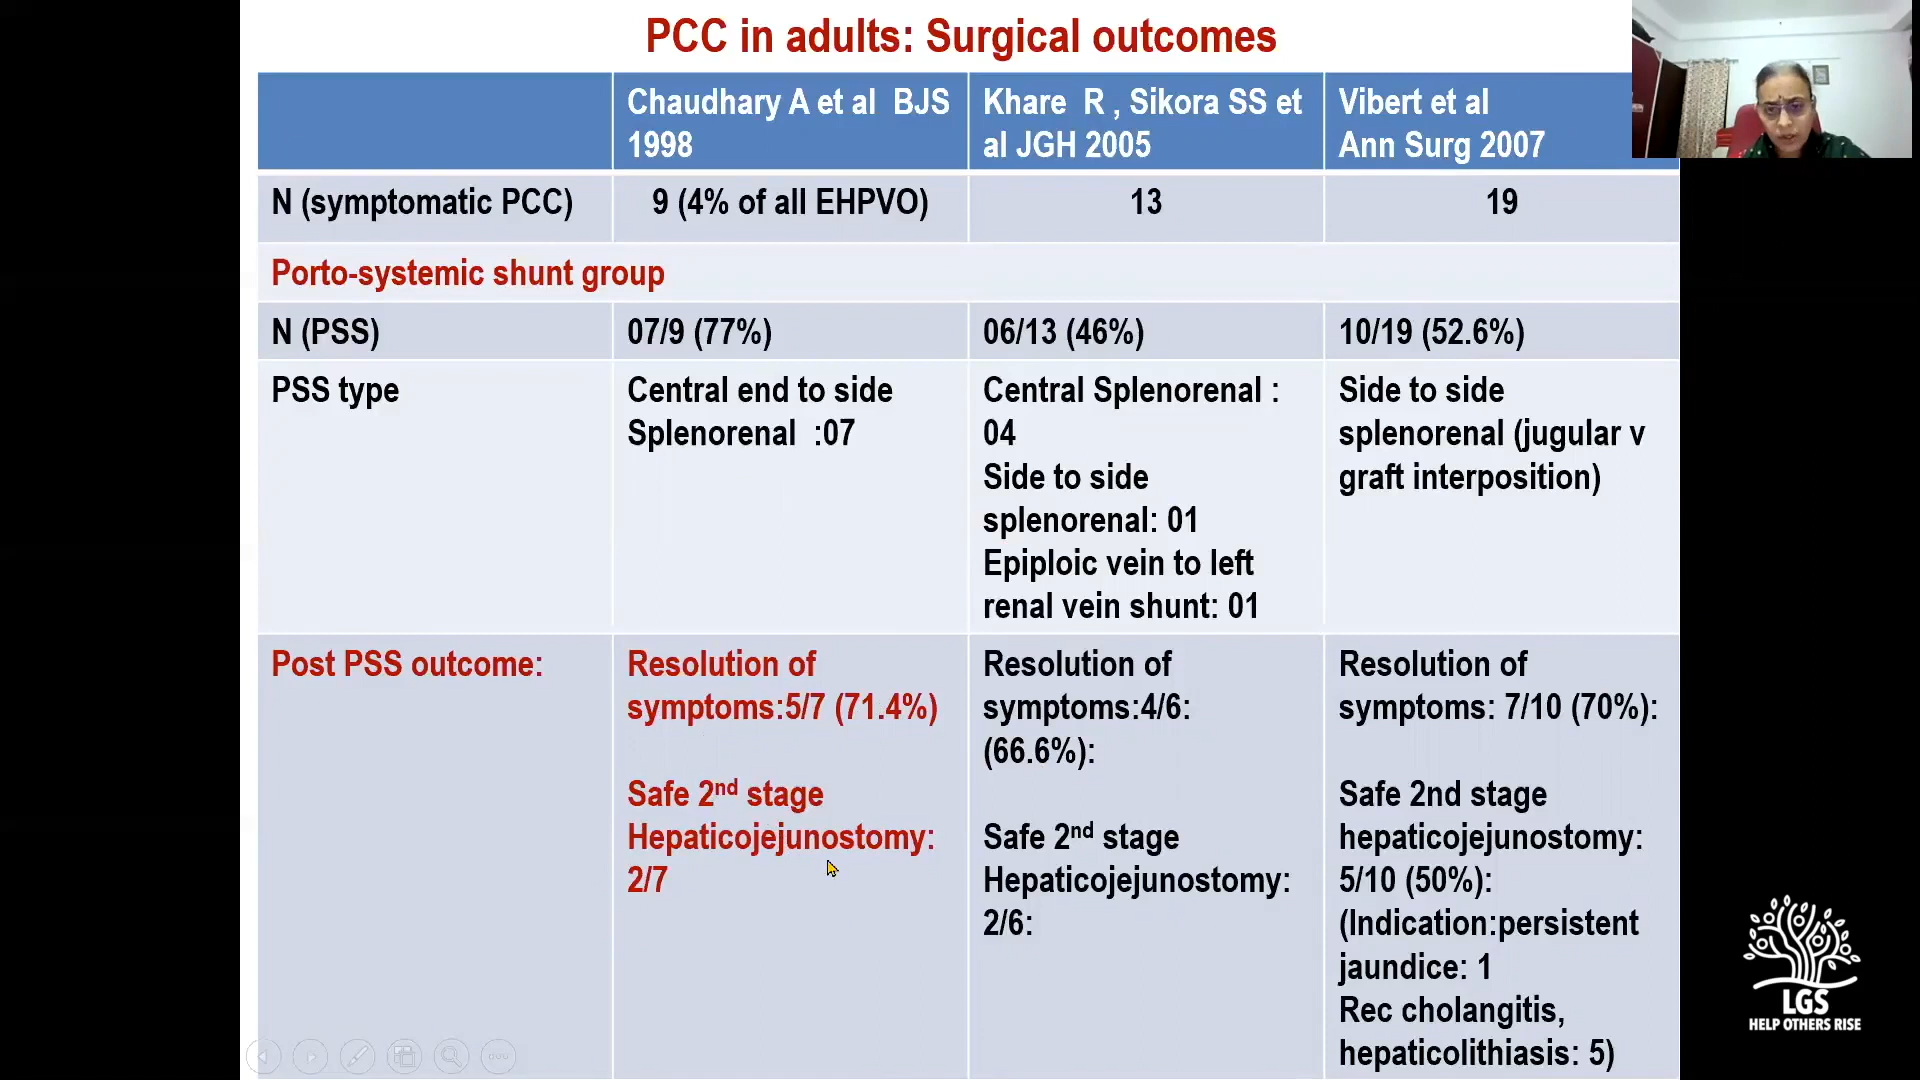 PCC in adults: Surgical outcomes
Chaudhary A et al BJS
1998
Khare R , Sikora SS et
al JGH 2005
Vibert et al
Ann Surg 2007
N (symptomatic PCC)
9 (4% of all EHPVO)
13
19
Porto-systemic shunt group
N (PSS)
07/9 (77%)
06/13 (46%)
10/19 (52.6%)
PSS type
Central end to side
Splenorenal :07
Central Splenorenal :
04
Side to side
splenorenal: 01
Epiploic vein to left
renal vein shunt: 01
Side to side
splenorenal (jugular v
graft interposition)
Post PSS outcome:
Resolution of
symptoms:5/7 (71.4%)
Safe 2nd stage
Hepaticojejunostomy:
2/7
Resolution of
symptoms:4/6:
(66.6%):
Safe 2nd stage
Hepaticojejunostomy:
2/6:
Resolution of
symptoms: 7/10 (70%):
Safe 2nd stage
hepaticojejunostomy:
5/10 (50%):
(Indication:persistent
jaundice: 1
Rec cholangitis,
hepaticolithiasis: 5)
LGS
HELP OTHERS RISE